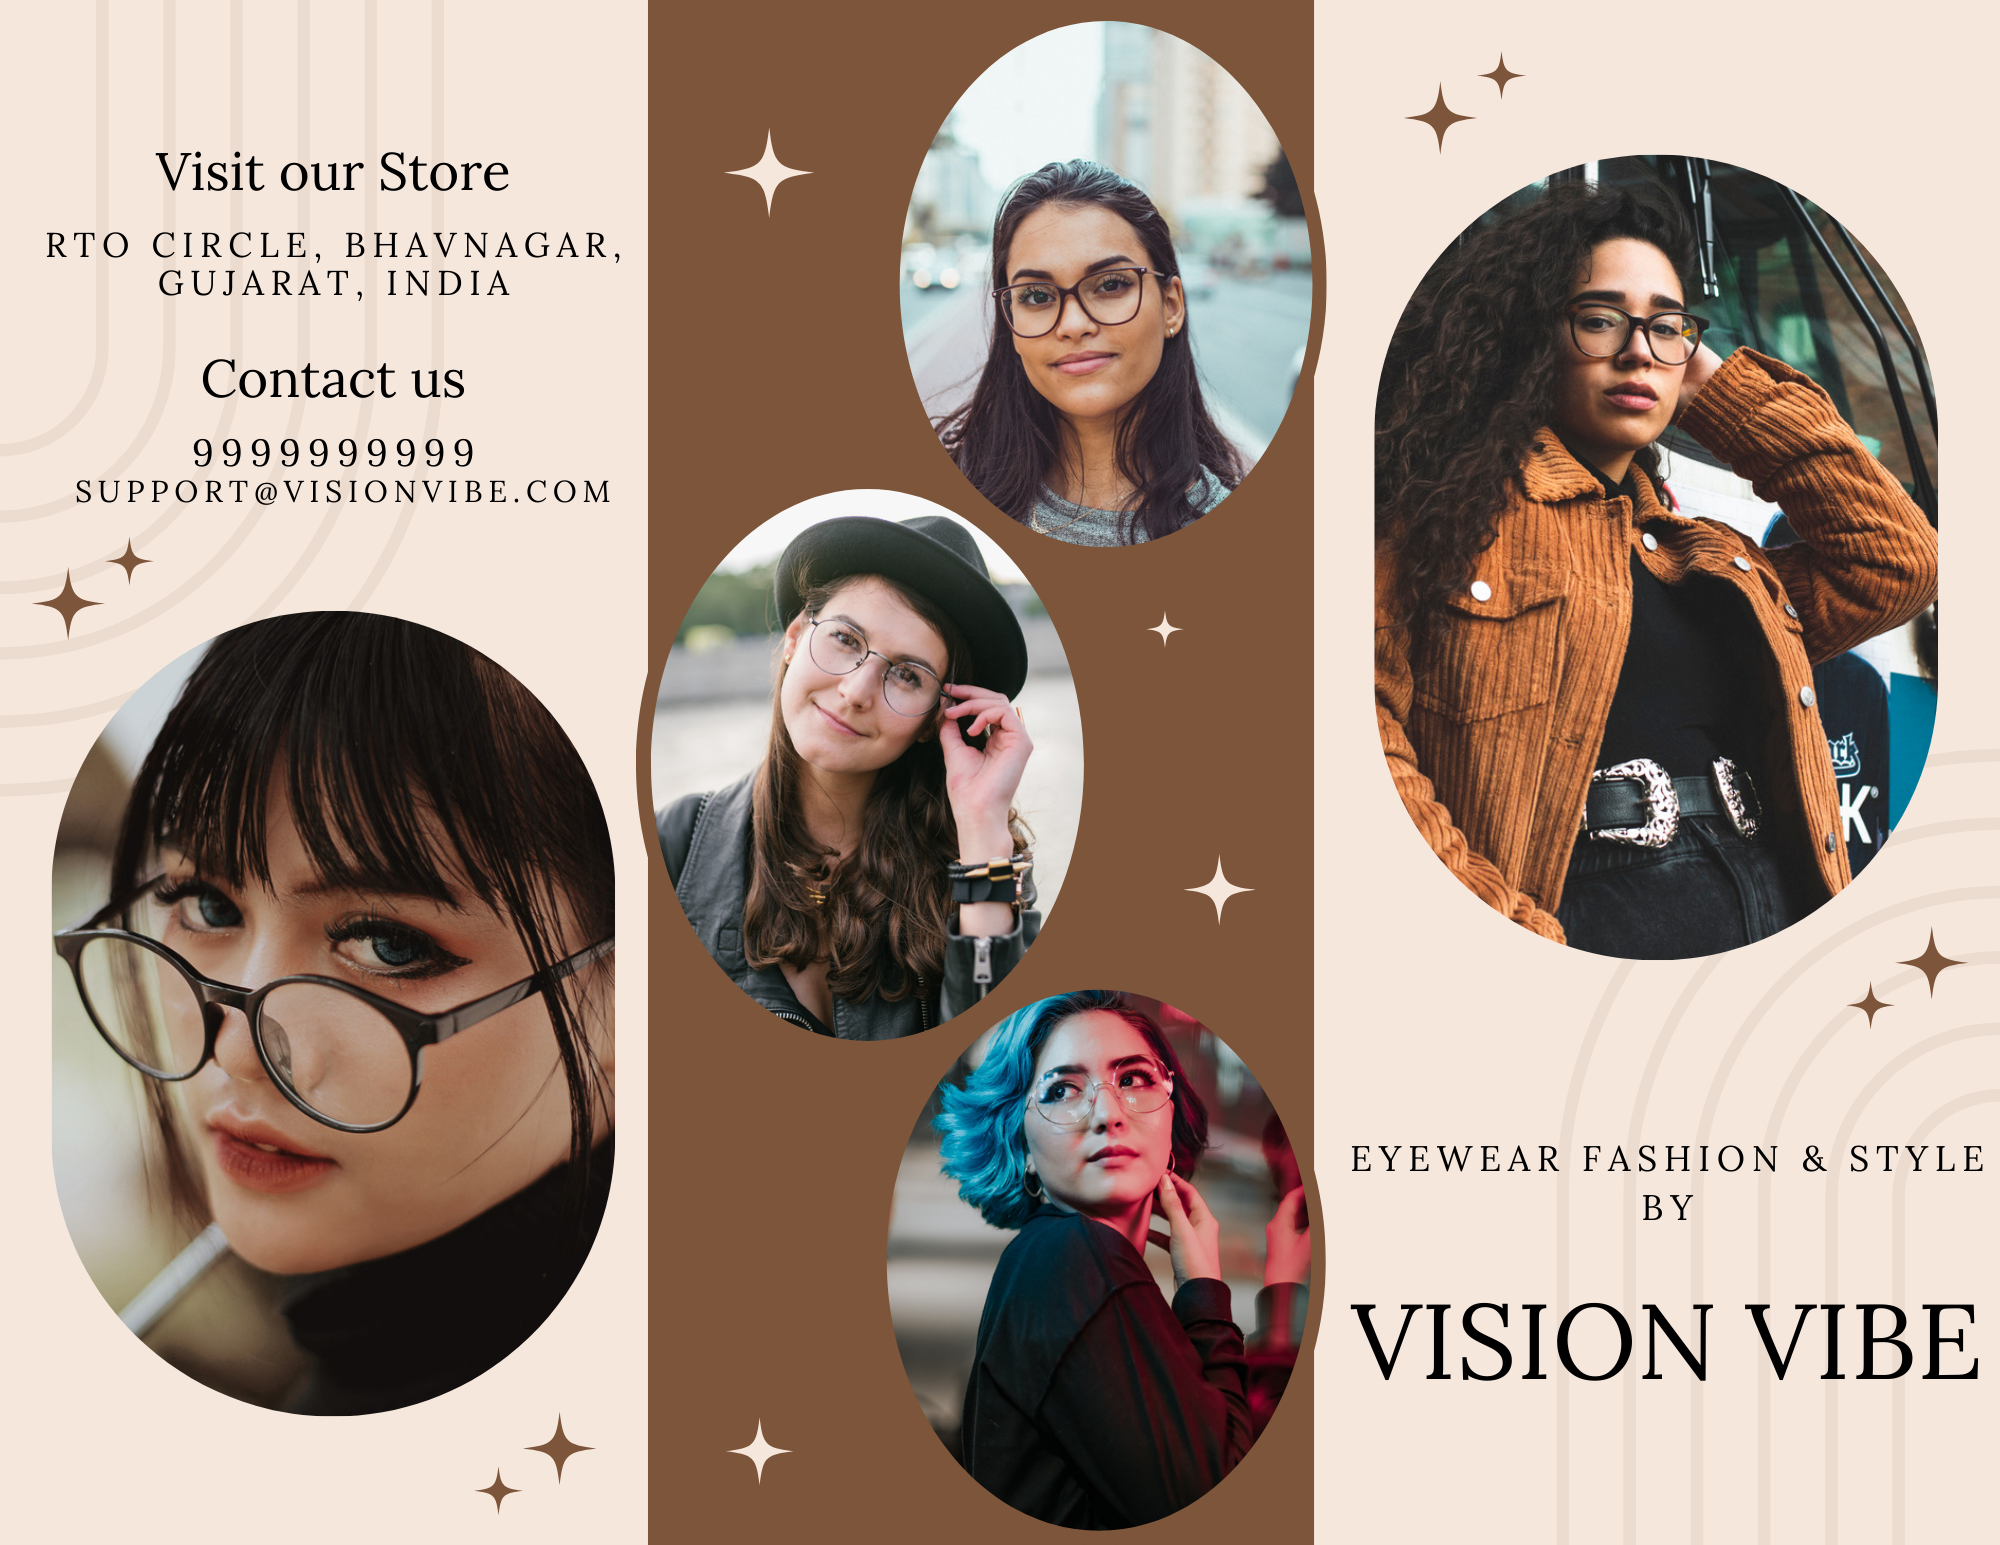 Visit our Store
RTO CIRCLE, BHAVNAGAR,
GUJARAT, INDIA
Contact us
9999999999
SUPPORT@VISIONVIBE.COM
K®
EYEWEAR FASHION & STYLE
BY
VISION VIBE